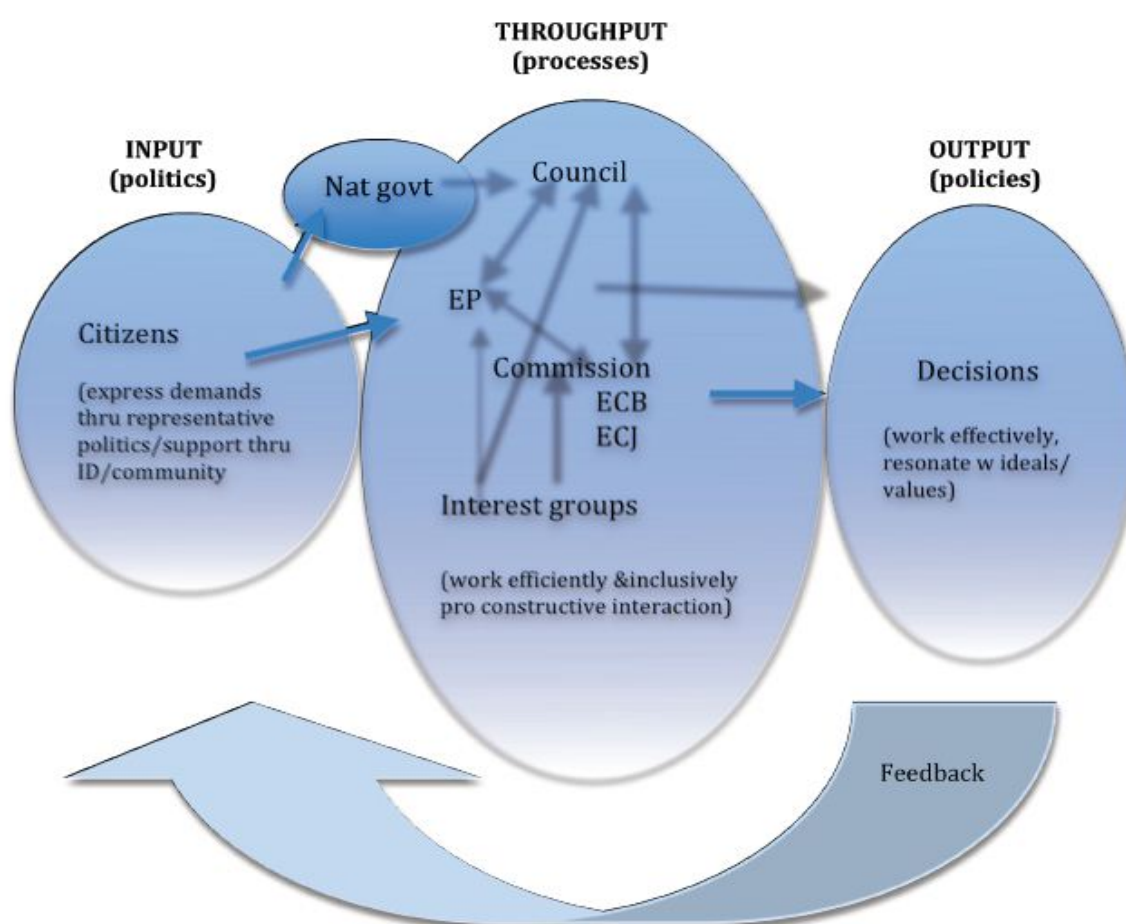 THROUGHPUT
(processes)
INPUT
(politics)
OUTPUT
(policies)
Nat govt
Council
EP
Citizens
(express demands
thru representative
politics/support thru
ID/community
Commission
ECB
ECJ
Interest groups
(work efficiently &inclusively
pro constructive interaction)
Decisions
(work effectively,
resonate w ideals/
values)
Feedback